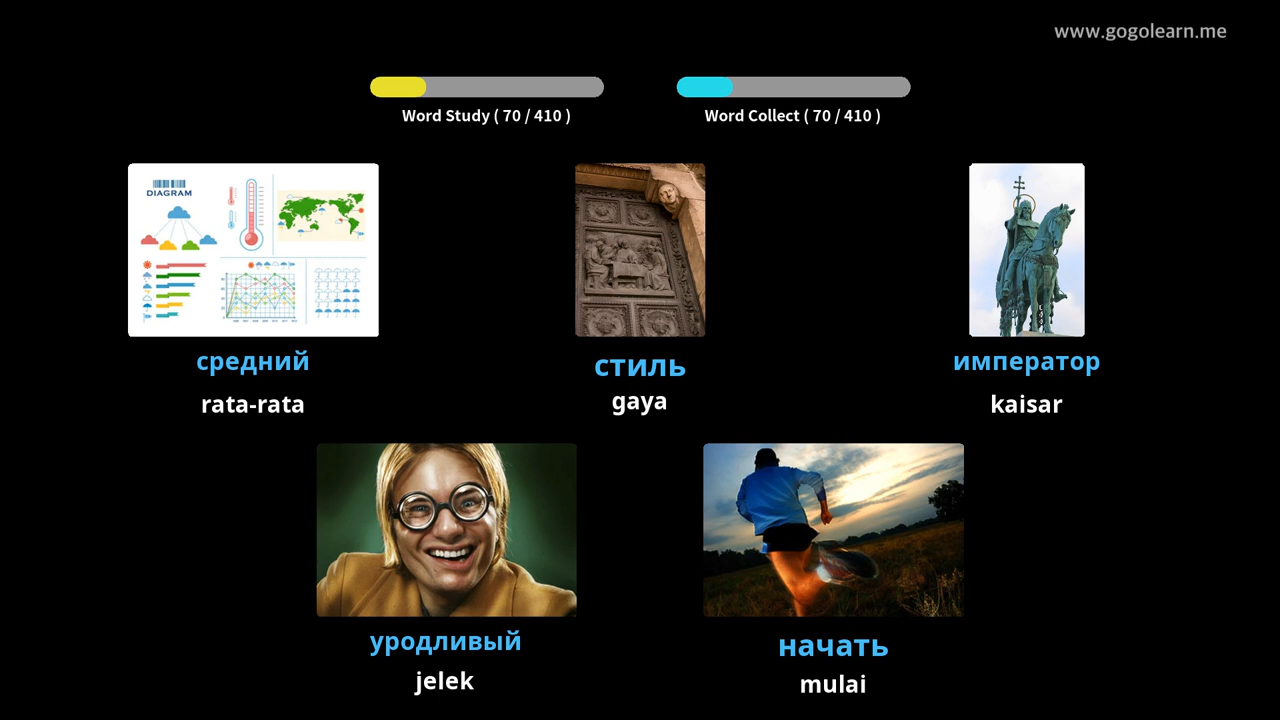 www.gogolearn.me
Word Study ( 70 / 410 )
Word Collect ( 70 / 410 )
DIAGRAM
средний
стиль
император
rata-rata
gaya
kaisar
уродливый
начать
jelek
mulai